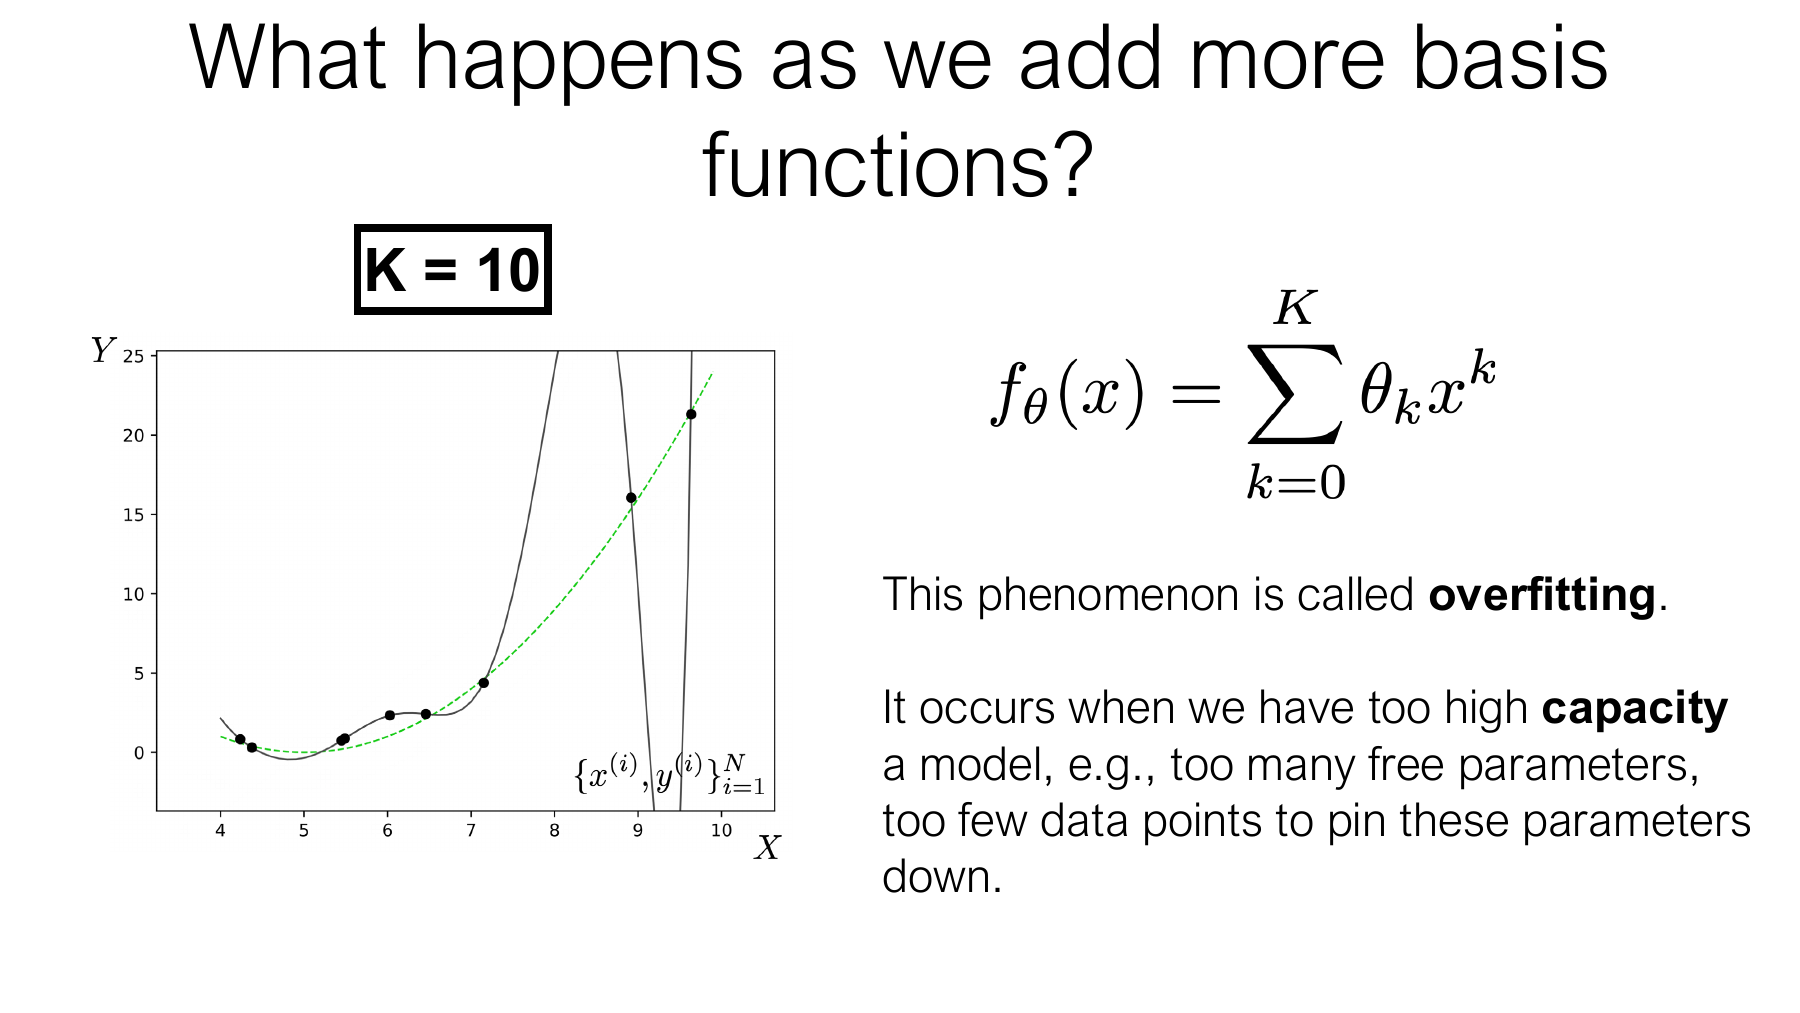 What happens as we add more basis
functions?
K = 10
Y
25
20
15
10
5
0
4 5 6 7 8 9 10
X
{x^{(i)}, y^{(i)}}_{i=1}^{N}
f_θ(x) = \sum_{k=0}^{K} θ_k x^k
This phenomenon is called overfitting.
It occurs when we have too high capacity
a model, e.g., too many free parameters,
too few data points to pin these parameters
down.